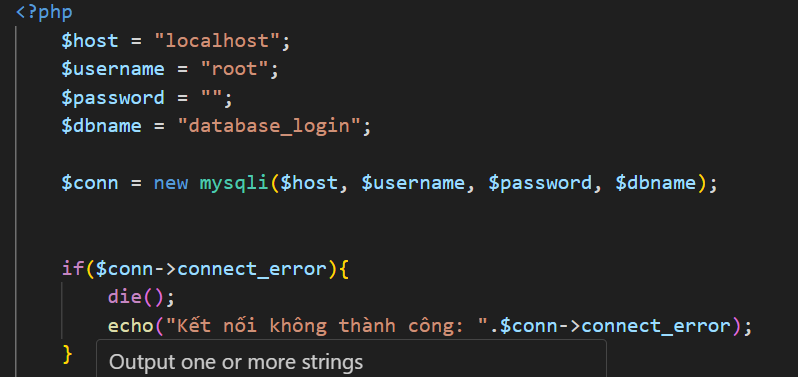 <?php
$host = "localhost";
$username = "root";
$password = "";
$dbname = "database_login";
$conn = new mysqli($host, $username, $password, $dbname);
if($conn->connect_error){
die();
echo("Kết nối không thành công: ".$conn->connect_error);
}
Output one or more strings